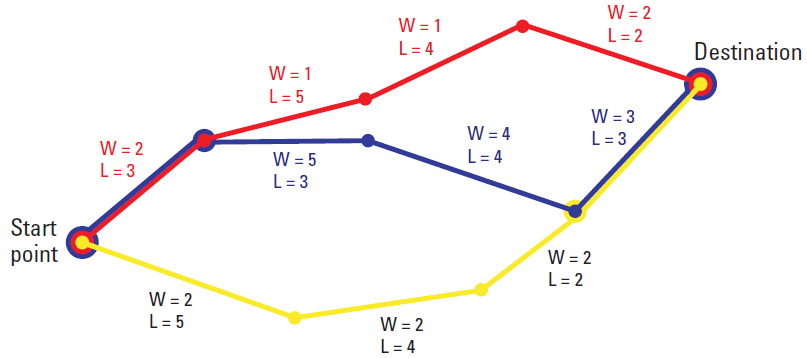 W = 2
L = 2
W = 1
L = 4
Destination
W = 1
L = 5
W = 3
L = 3
W = 4
L = 4
W = 2
L = 3
W = 5
L = 3
Start
point
W = 2
L = 2
W = 2
L = 5
W = 2
L = 4